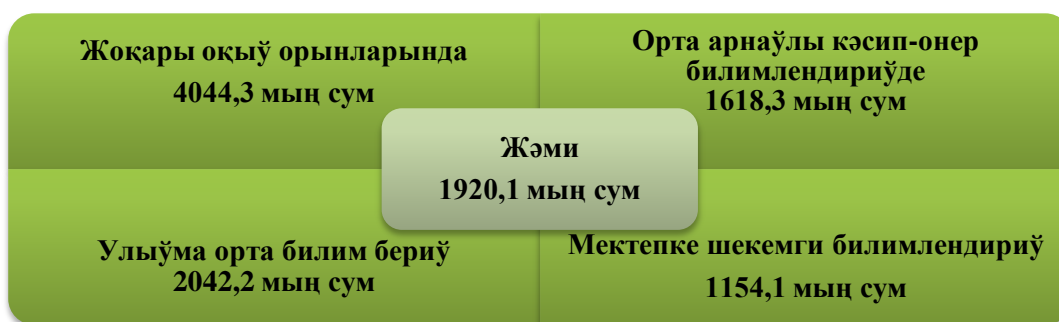 Жоқары оқыў орынларында
4044,3 мың сум
Орта арнаўлы кәсип-онер
билимлендириўде
1618,3 мың сум
Жәми
1920,1 мың сум
Улыўма орта билим бериў
2042,2 мың сум
Мектепке шекемги билимлендириў
1154,1 мың сум